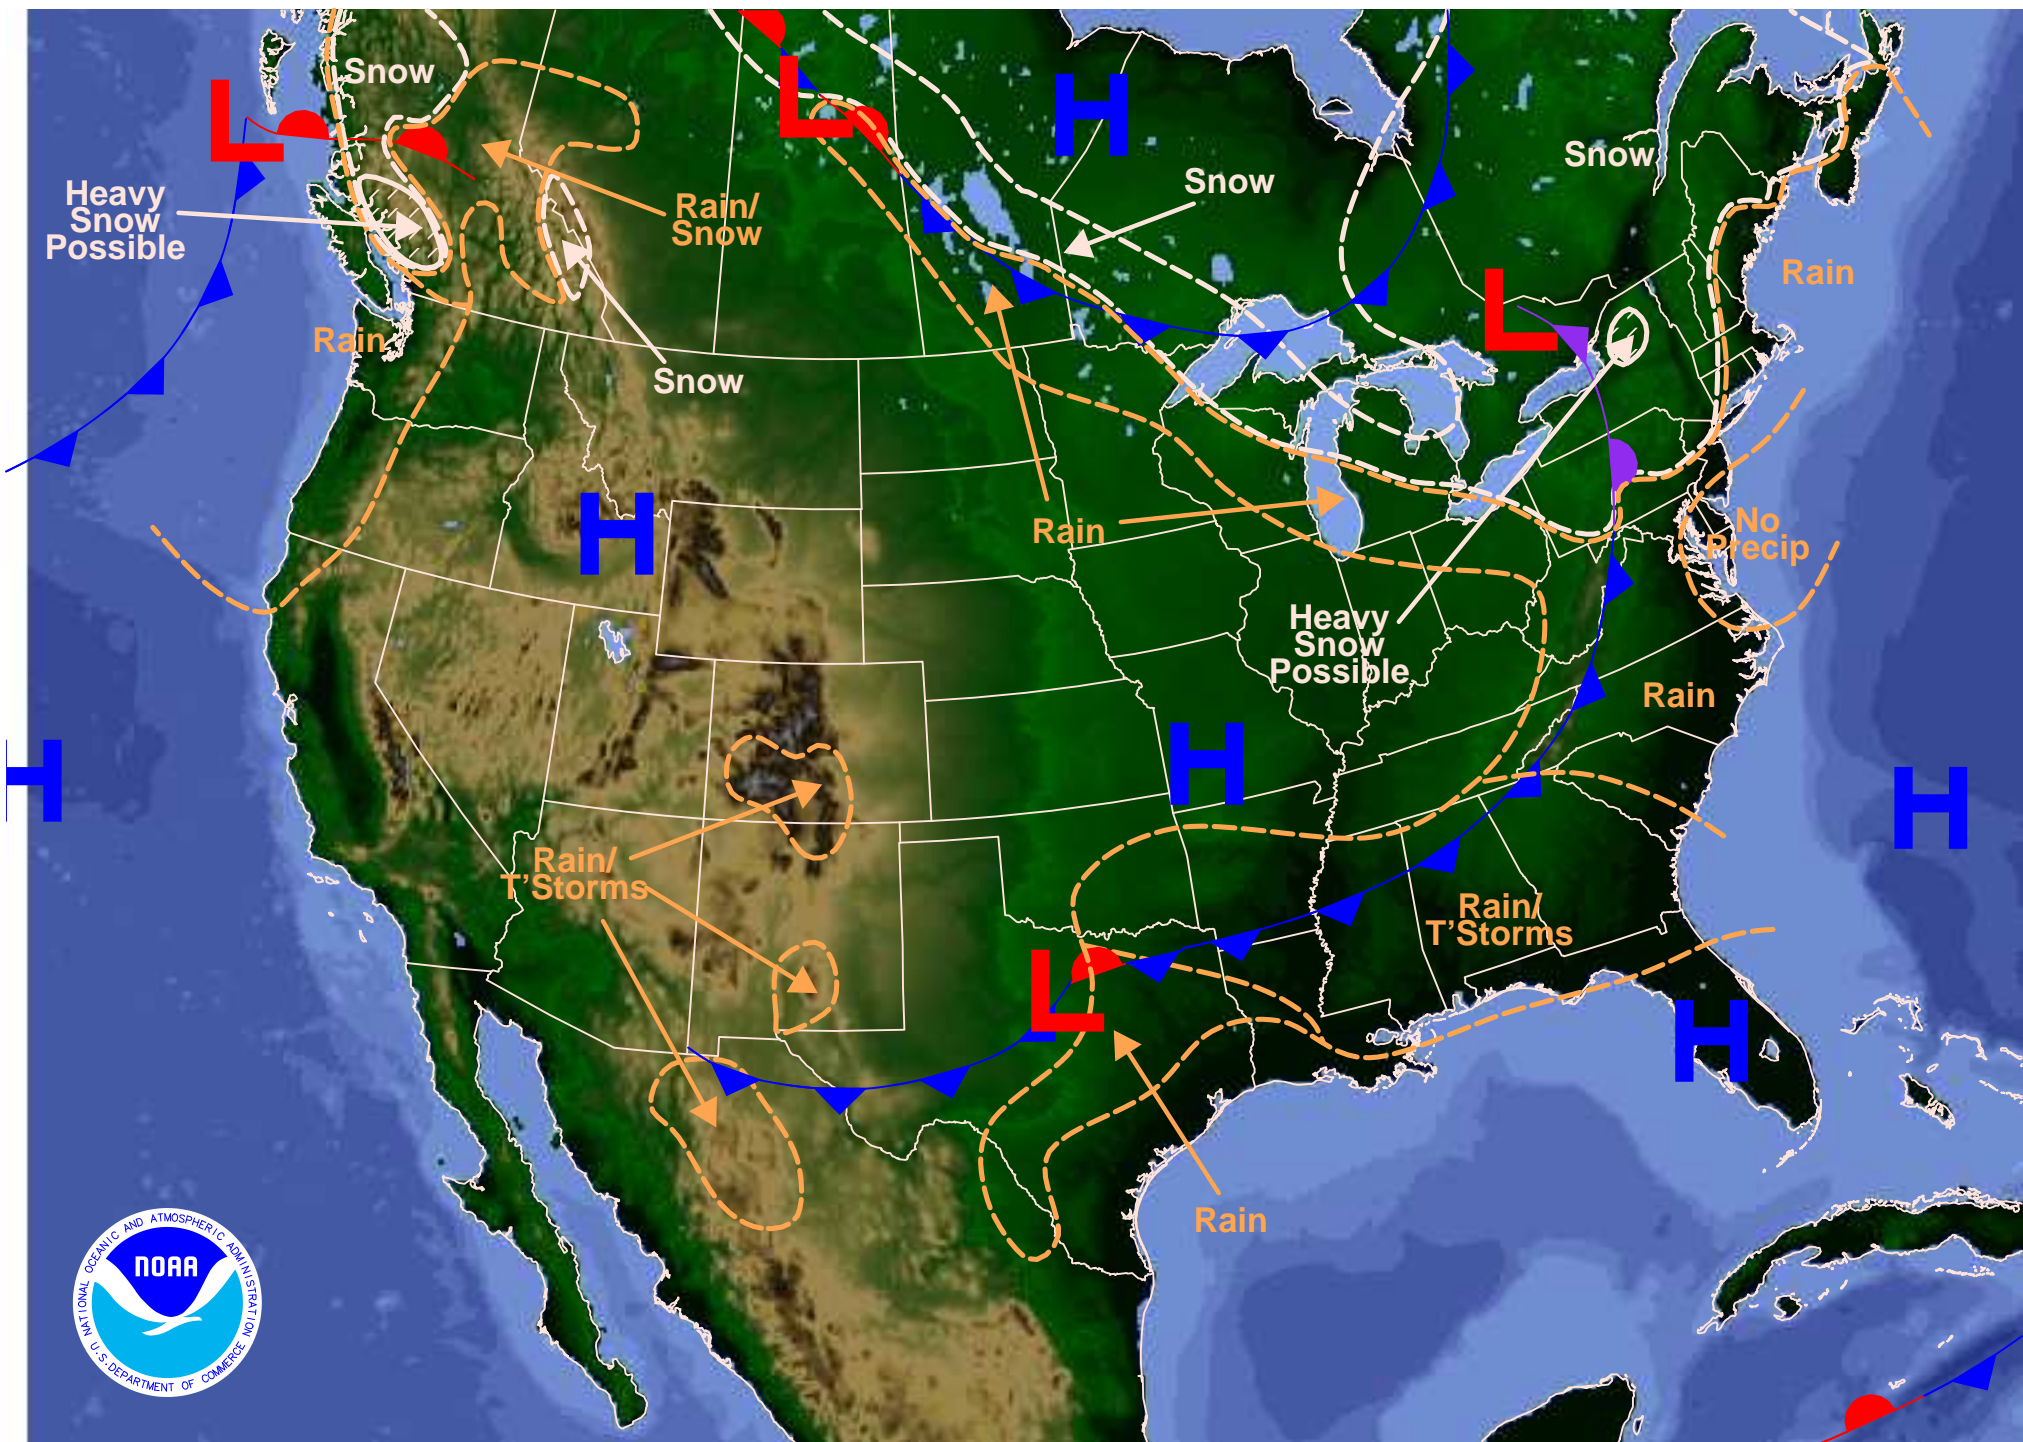 Snow
L
L
H
Heavy
Snow
Possible
Rain/
Snow
Snow
Snow
Rain
L
Rain
Snow
H
Rain
No
Precip
Heavy
Snow
Possible
Rain
H
H
H
Rain/
T'Storms
Rain/
T'Storms
L
H
Rain
NATIONAL OCEANIC AND ATMOSPHERIC ADMINISTRATION
NOAA
U.S. DEPARTMENT OF COMMERCE